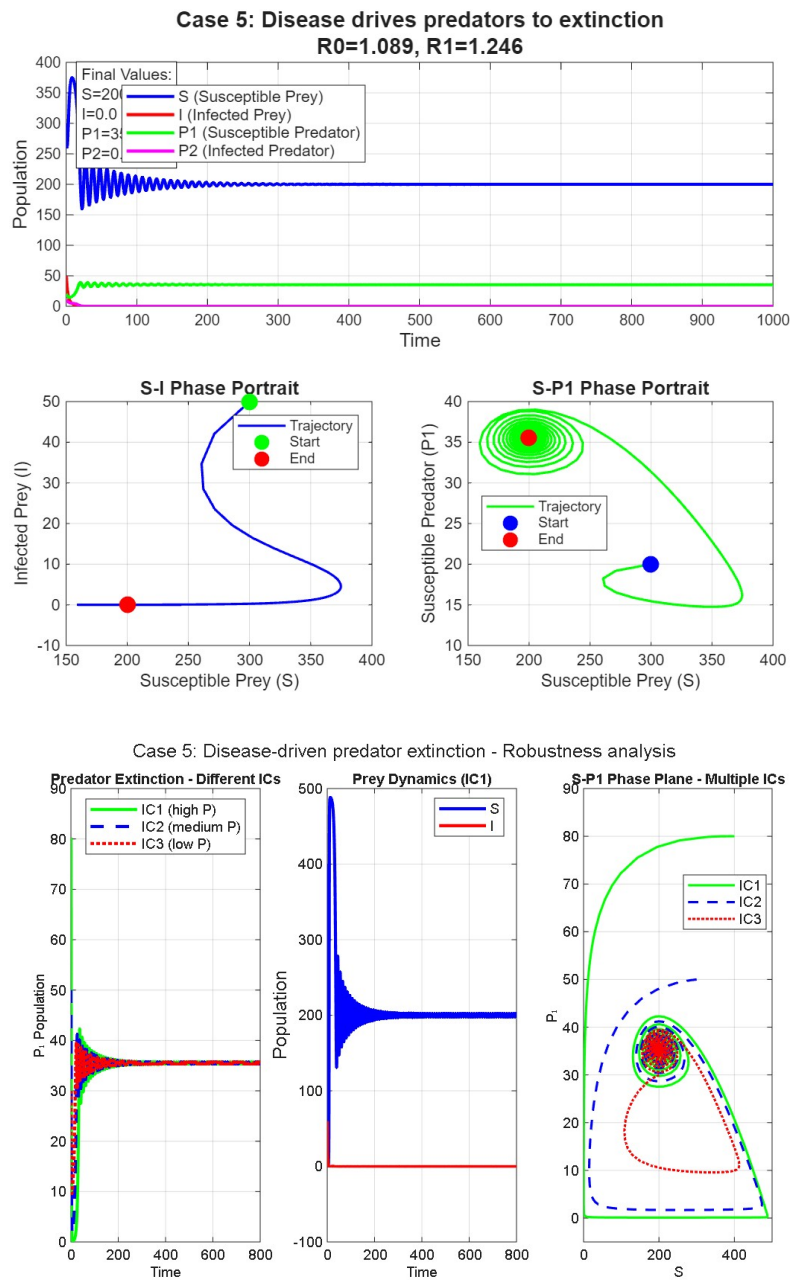 Case 5: Disease drives predators to extinction
R0=1.089, R1=1.246
Final Values:
S=20
I=0.0
P1=35
P2=0.
S (Susceptible Prey)
I (Infected Prey)
P1 (Susceptible Predator)
P2 (Infected Predator)
Population
400
350
300
250
200
150
100
50
0
0 100 200 300 400 500 600 700 800 900 1000
Time
S-I Phase Portrait
Infected Prey (I)
50
40
30
20
10
0
-10
Trajectory
Start
End
150 200 250 300 350 400
Susceptible Prey (S)
S-P1 Phase Portrait
Susceptible Predator (P1)
40
35
30
25
20
15
10
Trajectory
Start
End
150 200 250 300 350 400
Susceptible Prey (S)
Case 5: Disease-driven predator extinction - Robustness analysis
Predator Extinction - Different ICs
P₁ Population
90
80
70
60
50
40
30
20
10
0
IC1 (high P)
IC2 (medium P)
IC3 (low P)
0 200 400 600 800
Time
Prey Dynamics (IC1)
Population
500
400
300
200
100
0
-100
S
I
0 200 400 600 800
Time
S-P1 Phase Plane - Multiple ICs
P₁
90
80
70
60
50
40
30
20
10
0
IC1
IC2
IC3
0 200 400
S